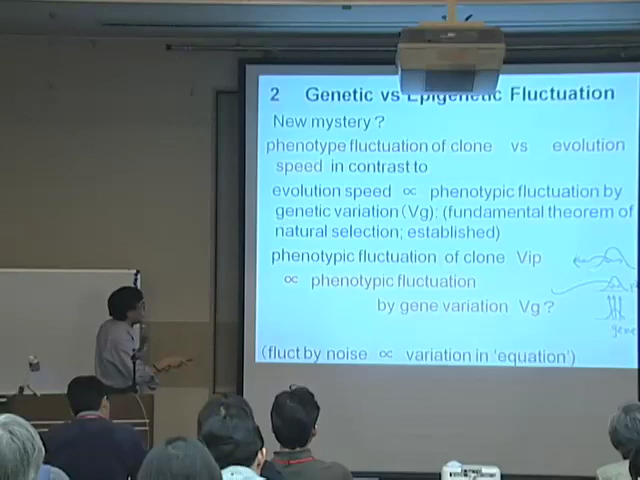 2 Genetic vs Epigenetic Fluctuation
New mystery?
phenotype fluctuation of clone vs evolution
speed in contrast to
evolution speed ∝ phenotypic fluctuation by
genetic variation (Vg); (fundamental theorem of
natural selection; established)
phenotypic fluctuation of clone Vip
∝ phenotypic fluctuation
by gene variation Vg?
gene
(fluct by noise ∝ variation in 'equation')